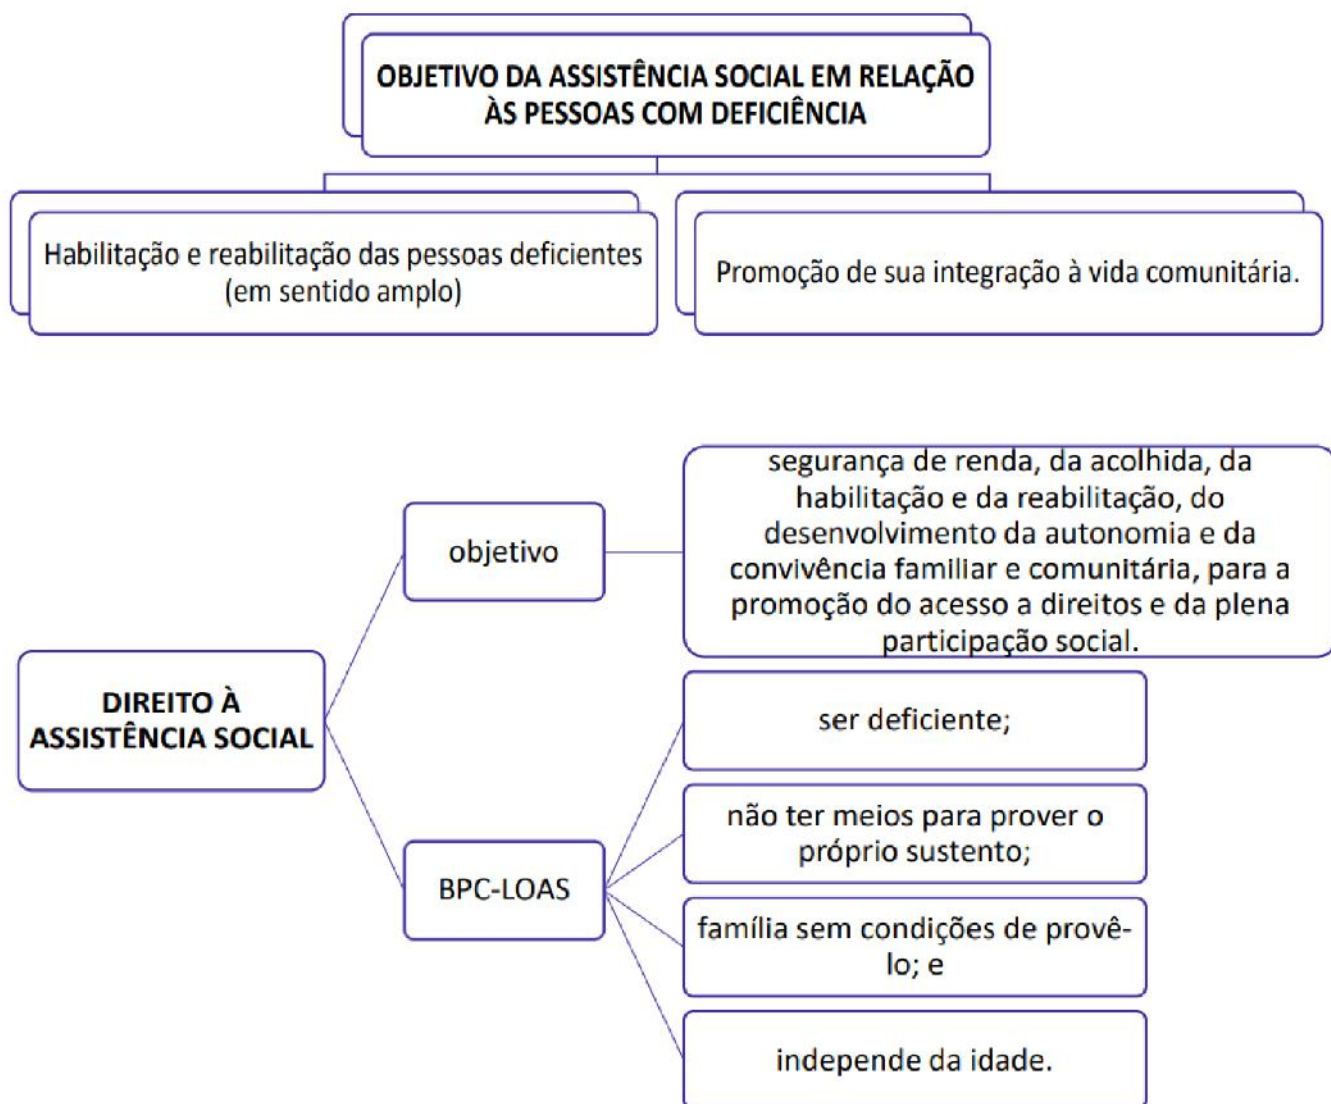 OBJETIVO DA ASSISTÊNCIA SOCIAL EM RELAÇÃO
ÀS PESSOAS COM DEFICIÊNCIA
Habilitação e reabilitação das pessoas deficientes
(em sentido amplo)
Promoção de sua integração à vida comunitária.
DIREITO À
ASSISTÊNCIA SOCIAL
objetivo
segurança de renda, da acolhida, da
habilitação e da reabilitação, do
desenvolvimento da autonomia e da
convivência familiar e comunitária, para a
promoção do acesso a direitos e da plena
participação social.
BPC-LOAS
ser deficiente;
não ter meios para prover o
próprio sustento;
família sem condições de provê-
lo; e
independe da idade.